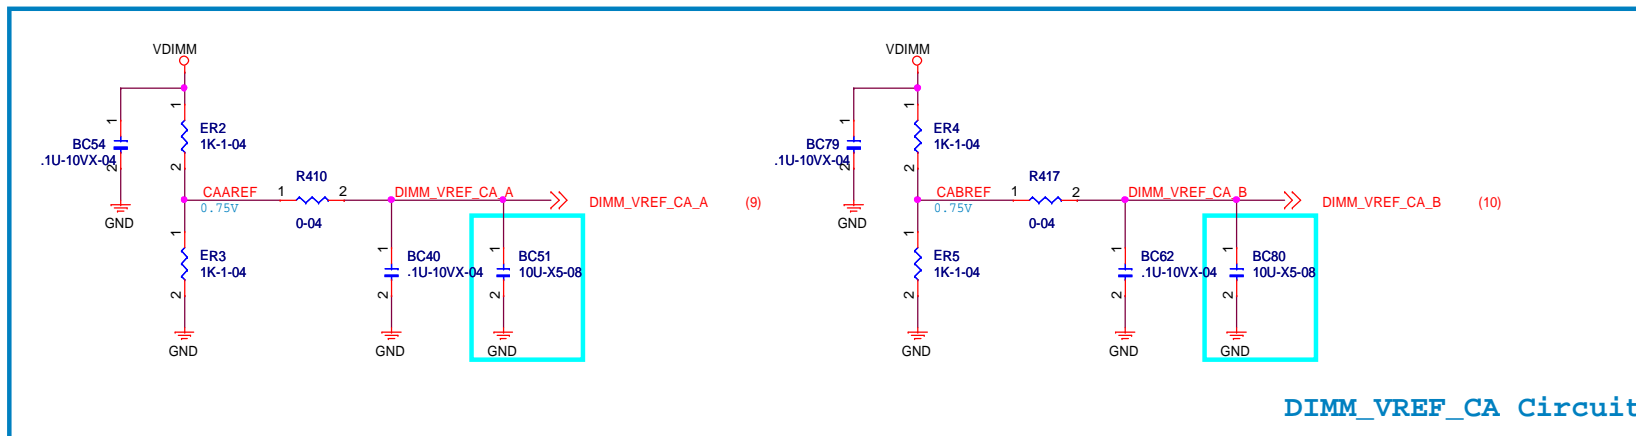 VDIMM
1
1
ER2
1K-1-04
BC54
.1U-10VX-04
2
2
R410
CAAREF
1
2
DIMM_VREF_CA_A
DIMM_VREF_CA_A
(9)
0.75V
0-04
GND
1
ER3
1K-1-04
2
1
BC40
.1U-10VX-04
2
1
BC51
10U-X5-08
2
GND
GND
GND
VDIMM
1
1
ER4
1K-1-04
BC79
.1U-10VX-04
2
2
R417
CABREF
1
2
DIMM_VREF_CA_B
DIMM_VREF_CA_B
(10)
0.75V
0-04
GND
1
ER5
1K-1-04
2
1
BC62
.1U-10VX-04
2
1
BC80
10U-X5-08
2
GND
GND
GND
DIMM_VREF_CA Circuit